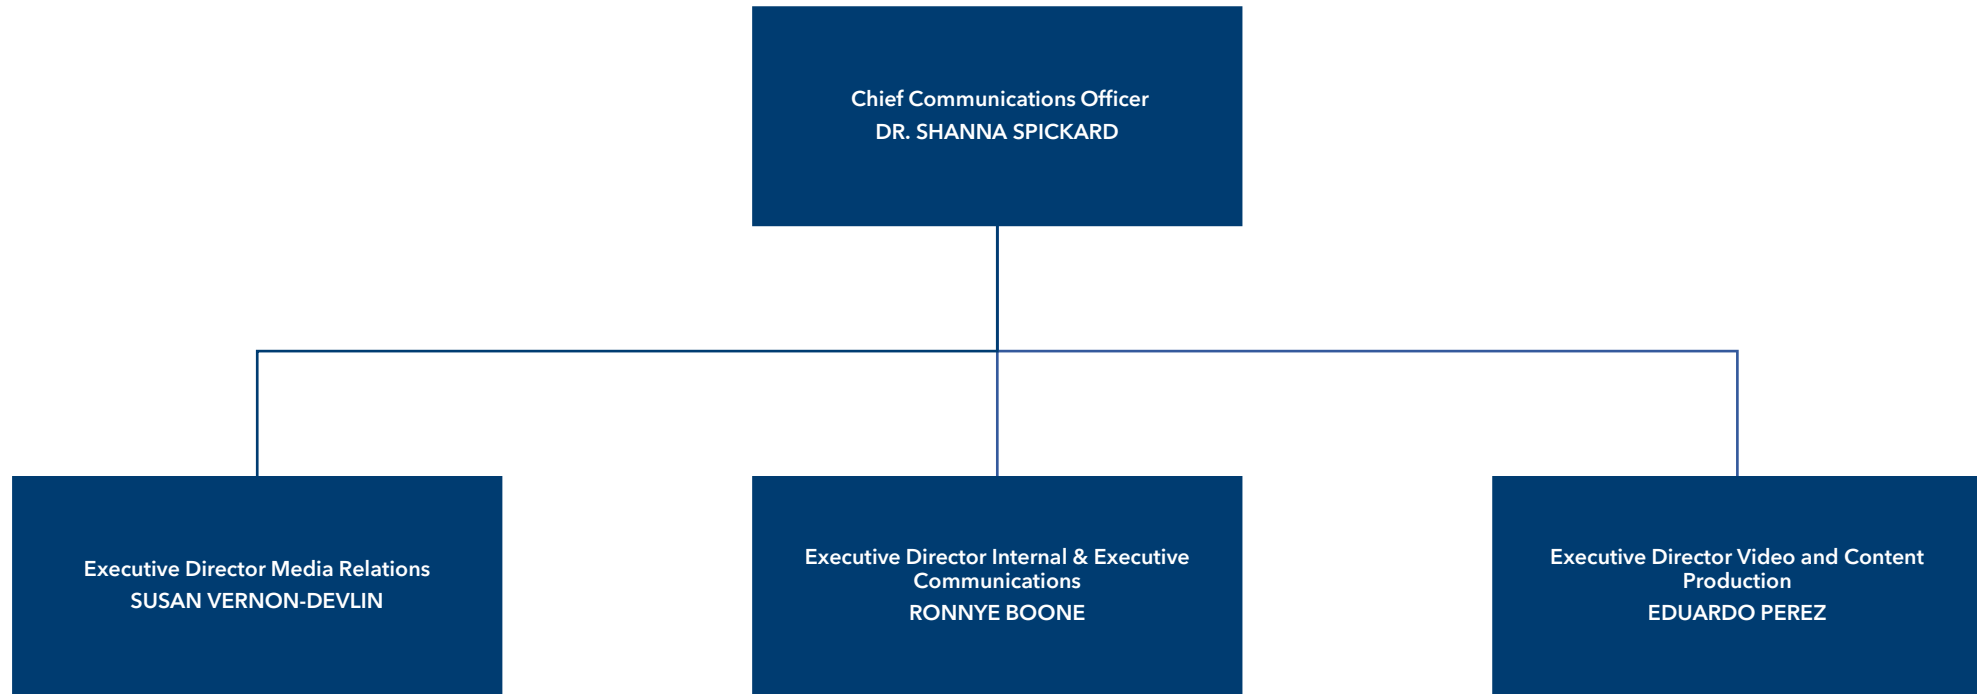 Chief Communications Officer
DR. SHANNA SPICKARD
Executive Director Media Relations
SUSAN VERNON-DEVLIN
Executive Director Internal & Executive
Communications
RONNYE BOONE
Executive Director Video and Content
Production
EDUARDO PEREZ